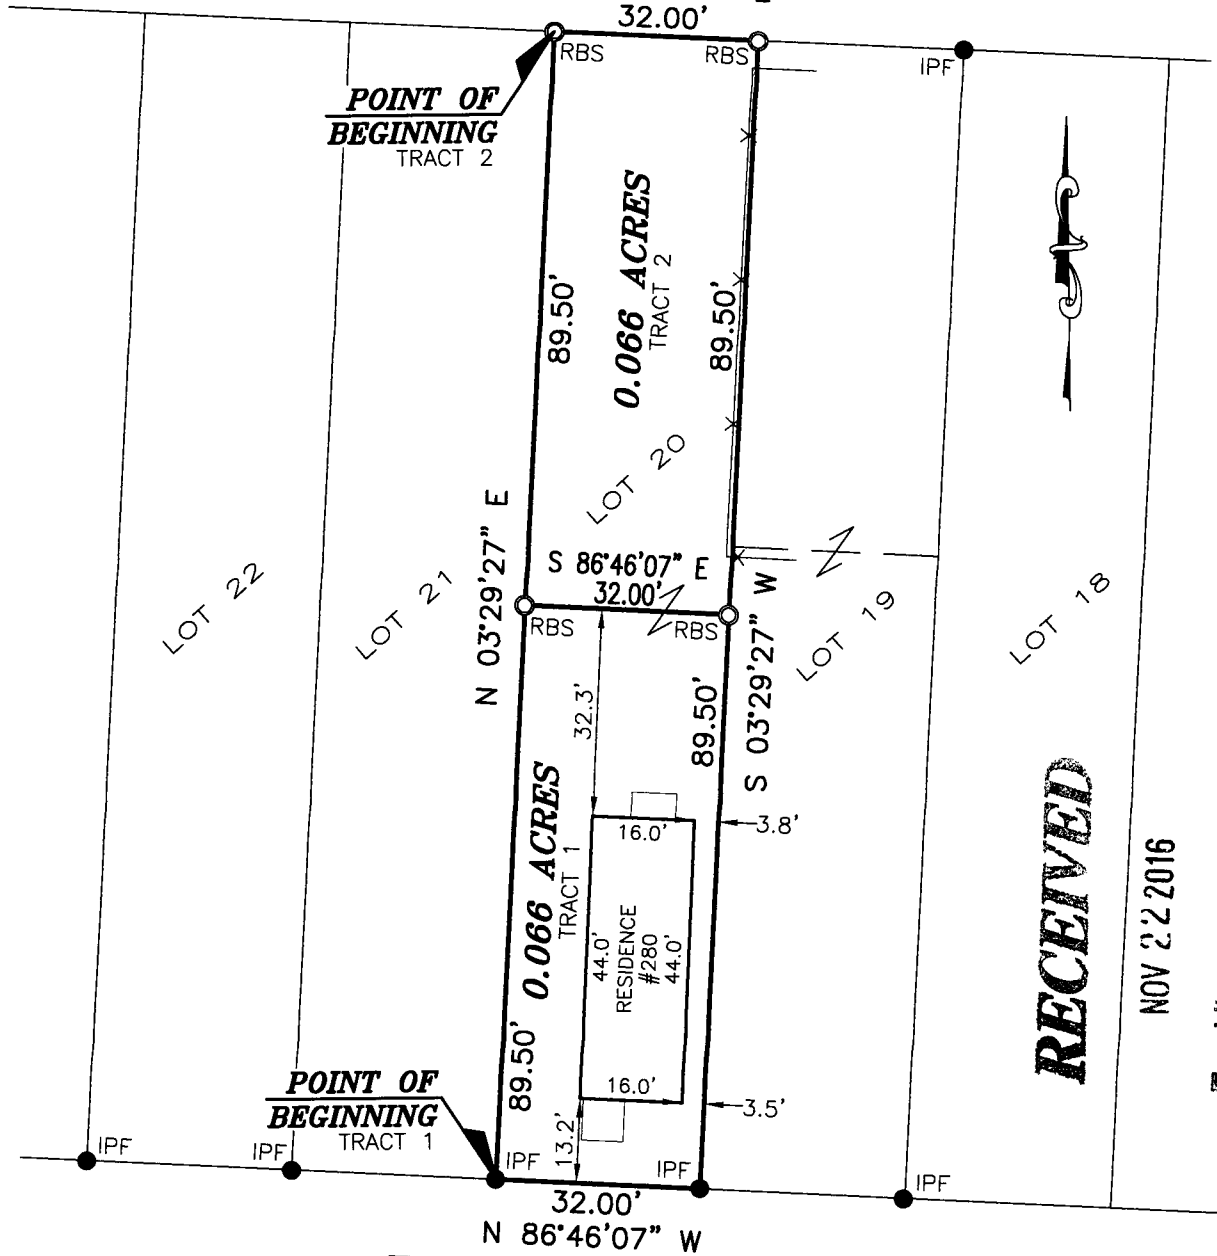 32.00'
RBS
RBS
IPF
POINT OF
BEGINNING
TRACT 2
0.066 ACRES
TRACT 2
89.50'
89.50'
LOT 20
N 03°29'27" E
S 86°46'07" E
32.00'
RBS
RBS
LOT 22
LOT 21
LOT 19
LOT 18
S 03°29'27" W
32.3'
89.50'
0.066 ACRES
TRACT 1
16.0'
3.8'
44.0'
RESIDENCE
#280
44.0'
RECEIVED
NOV 22 2016
89.50'
16.0'
3.5'
13.2'
POINT OF
BEGINNING
TRACT 1
IPF
IPF
IPF
IPF
IPF
32.00'
N 86°46'07" W